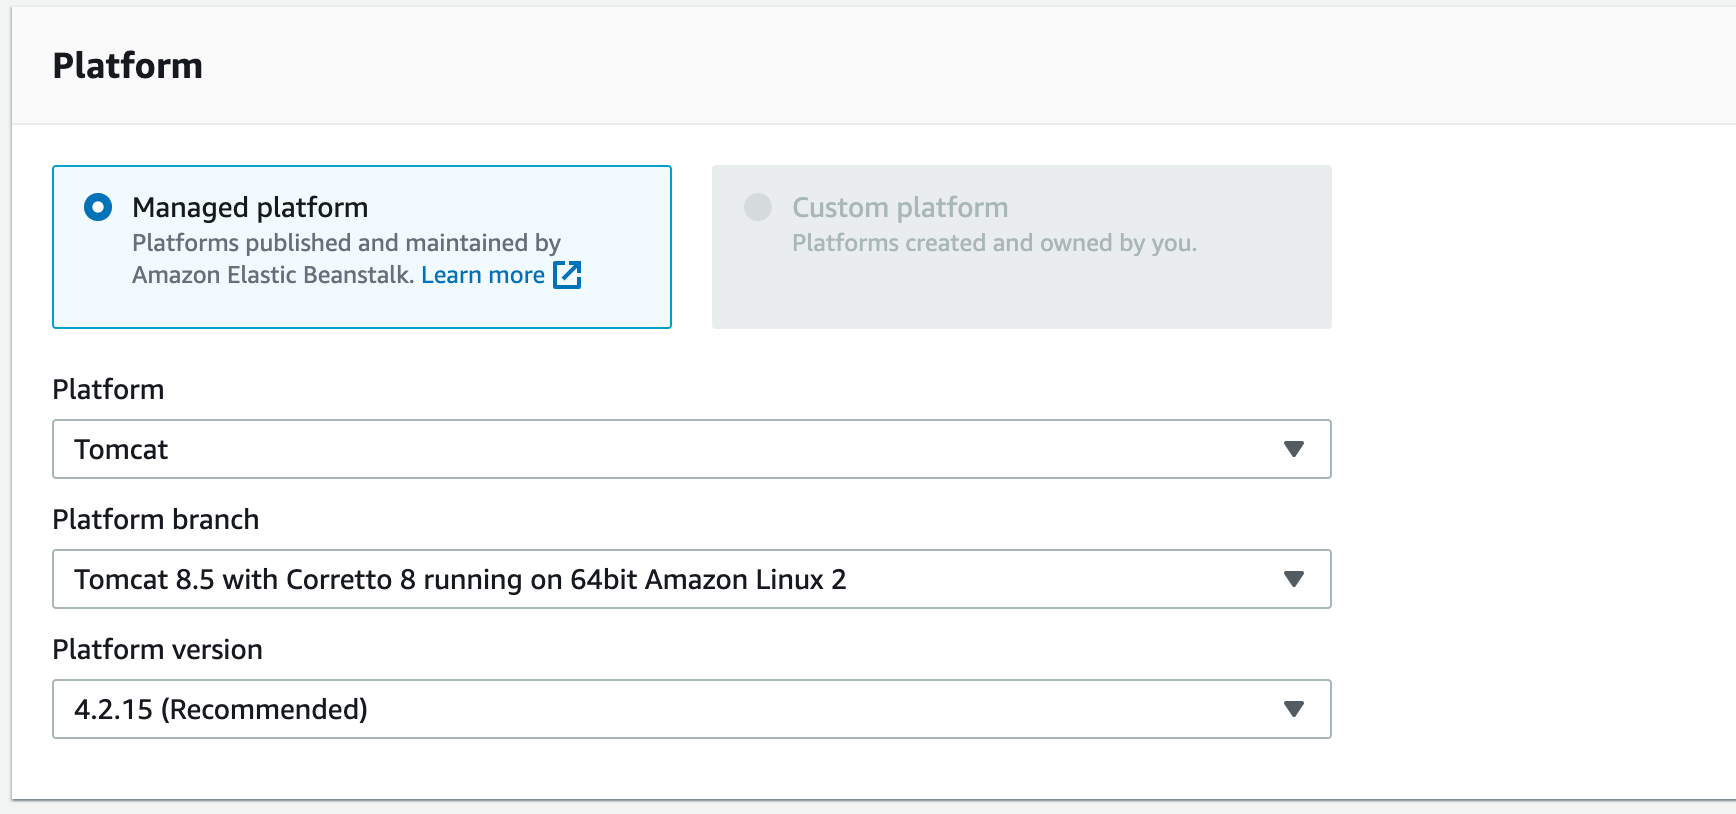 Platform
Managed platform
Platforms published and maintained by
Amazon Elastic Beanstalk. Learn more
Custom platform
Platforms created and owned by you.
Platform
Tomcat
Platform branch
Tomcat 8.5 with Corretto 8 running on 64bit Amazon Linux 2
Platform version
4.2.15 (Recommended)